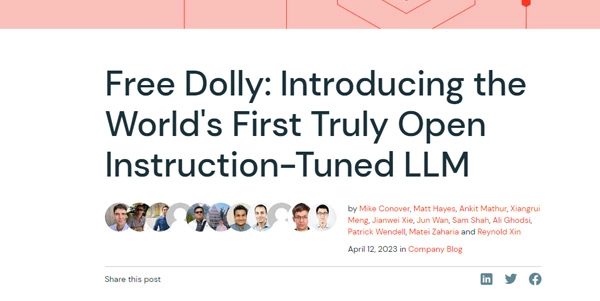 Free Dolly: Introducing the
World's First Truly Open
Instruction-Tuned LLM
by Mike Conover, Matt Hayes, Ankit Mathur, Xiangrui
Meng, Jianwei Xie, Jun Wan, Sam Shah, Ali Ghodsi,
Patrick Wendell, Matei Zaharia and Reynold Xin
April 12, 2023 in Company Blog
Share this post